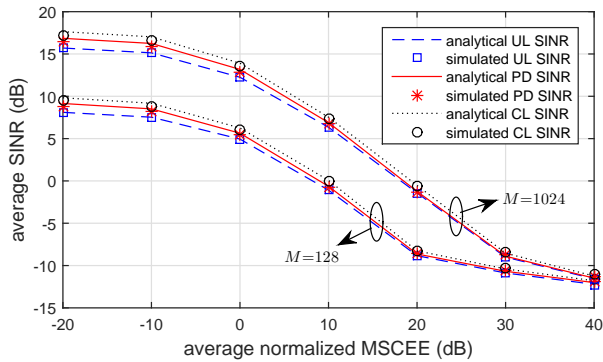 20
15
10
5
0
-5
-10
-15
average SINR (dB)
analytical UL SINR
simulated UL SINR
analytical PD SINR
simulated PD SINR
analytical CL SINR
simulated CL SINR
M=1024
M=128
-20
-10
0
10
20
30
40
average normalized MSCEE (dB)